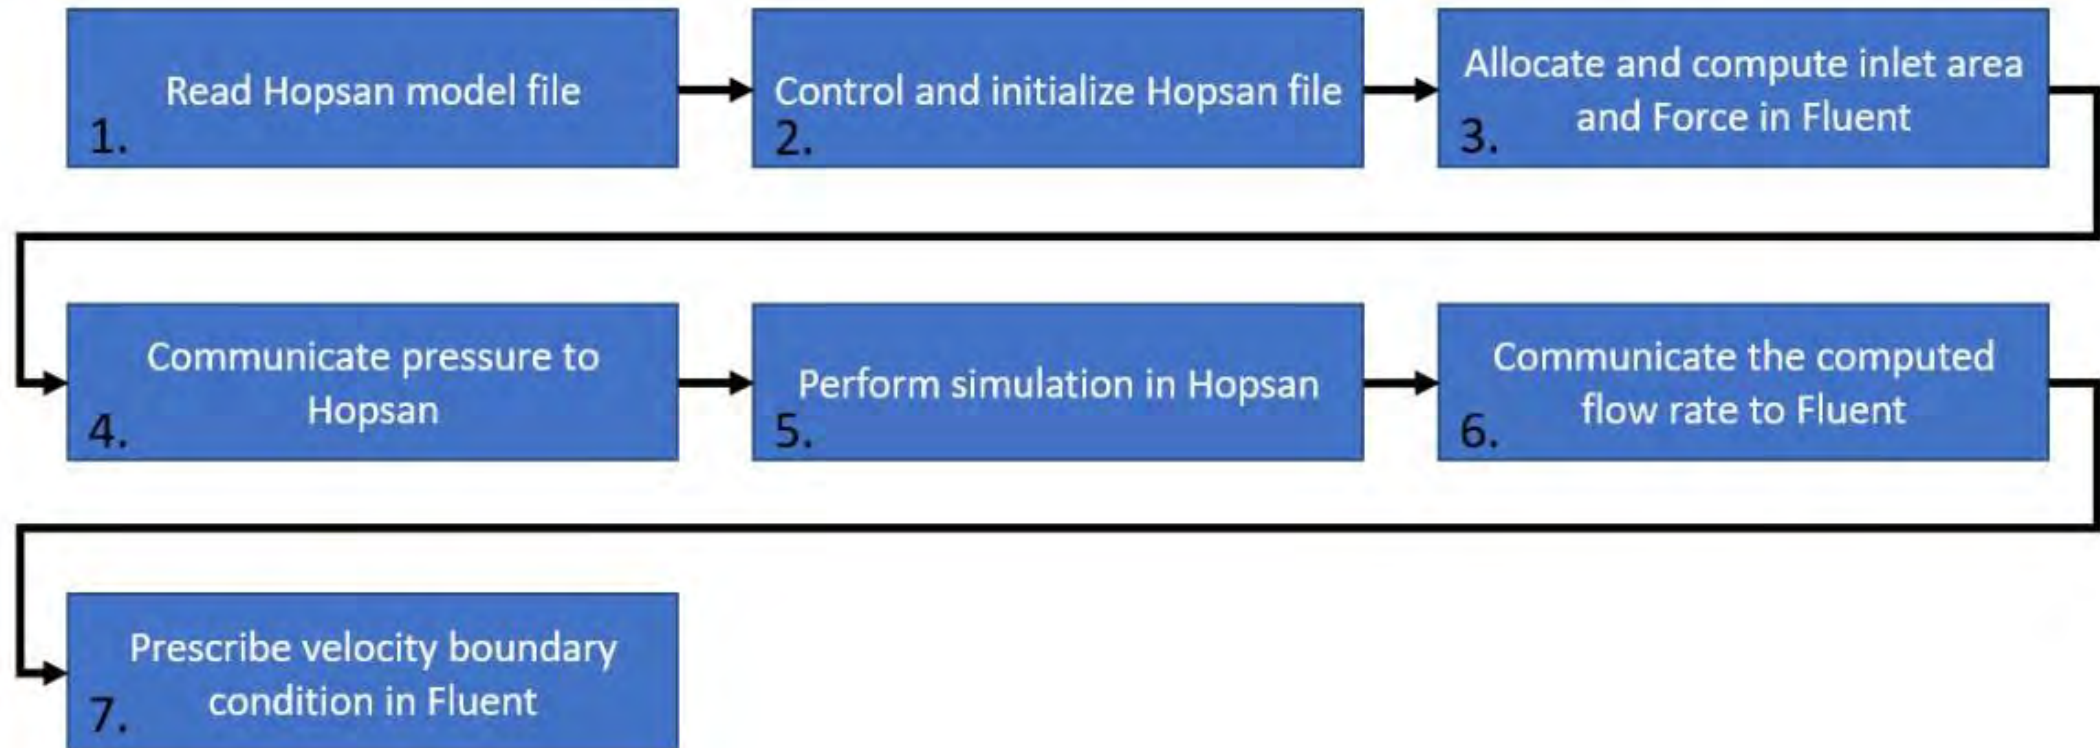 Read Hopsan model file
1.
Control and initialize Hopsan file
2.
Allocate and compute inlet area
and Force in Fluent
3.
Communicate pressure to
Hopsan
4.
Perform simulation in Hopsan
5.
Communicate the computed
flow rate to Fluent
6.
Prescribe velocity boundary
condition in Fluent
7.